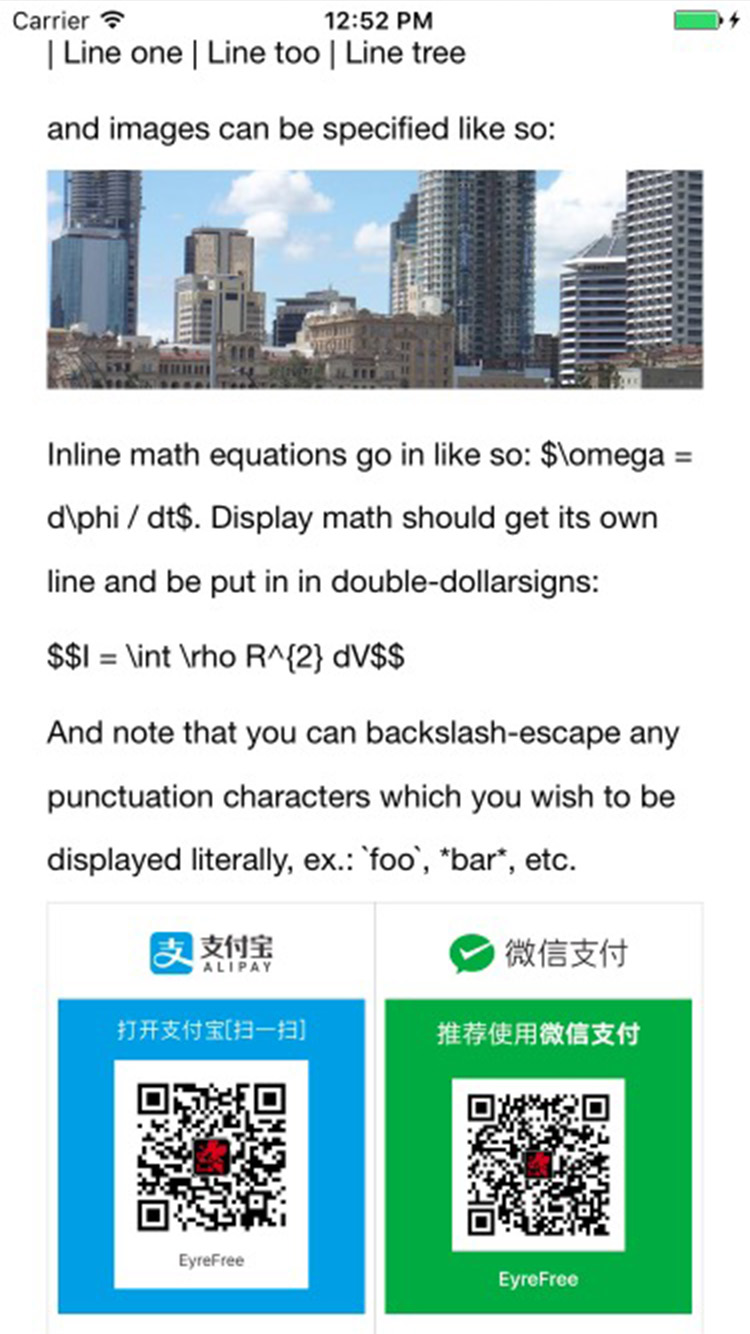 Carrier 12:52 PM
| Line one | Line too | Line tree
and images can be specified like so:
Inline math equations go in like so: $\omega =
d\phi / dt$. Display math should get its own
line and be put in in double-dollarsigns:
$$I = \int \rho R^{2} dV$$
And note that you can backslash-escape any
punctuation characters which you wish to be
displayed literally, ex.: `foo`, *bar*, etc.
支 支付宝
ALIPAY
微信支付
打开支付宝[扫一扫]
推荐使用微信支付
EyreFree
EyreFree